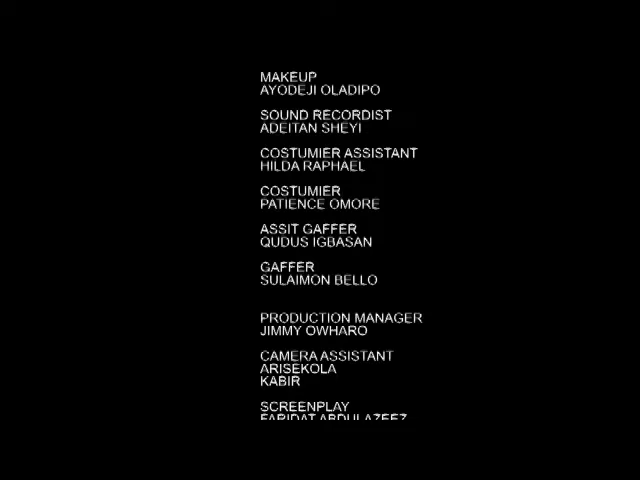 MAKEUP
AYODEJI OLADIPO
SOUND RECORDIST
ADEITAN SHEYI
COSTUMIER ASSISTANT
HILDA RAPHAEL
COSTUMIER
PATIENCE OMORE
ASSIT GAFFER
QUDUS IGBASAN
GAFFER
SULAIMON BELLO
PRODUCTION MANAGER
JIMMY OWHARO
CAMERA ASSISTANT
ARISEKOLA
KABIR
SCREENPLAY
FARIDAT ABDULAZEEZ